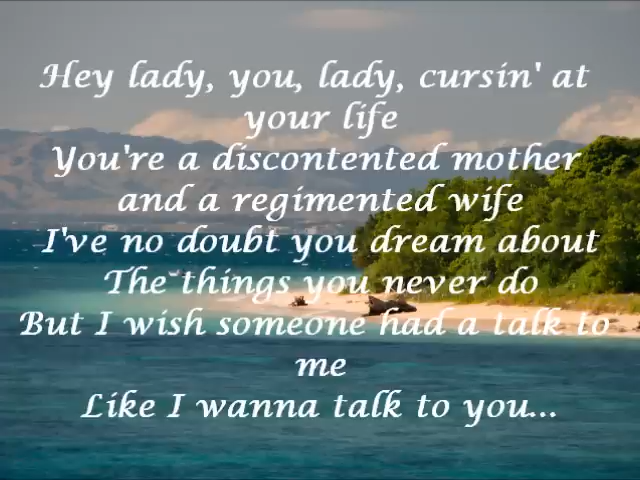 Hey lady, you, lady, cursin' at
your life
You're a discontented mother
and a regimented wife
I've no doubt you dream about
The things you never do
But I wish someone had a talk to
me
Like I wanna talk to you...